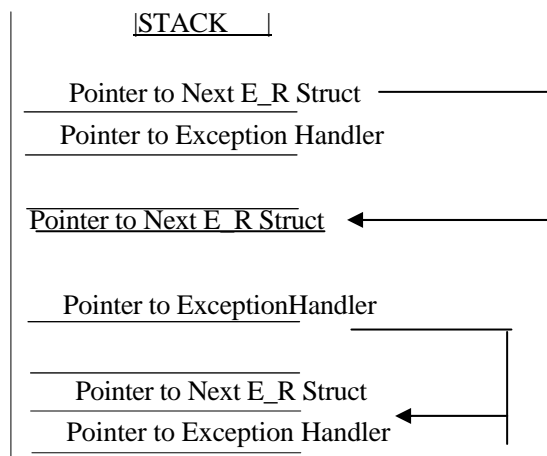 |STACK |
Pointer to Next E_R Struct
Pointer to Exception Handler
Pointer to Next E_R Struct
Pointer to ExceptionHandler
Pointer to Next E_R Struct
Pointer to Exception Handler